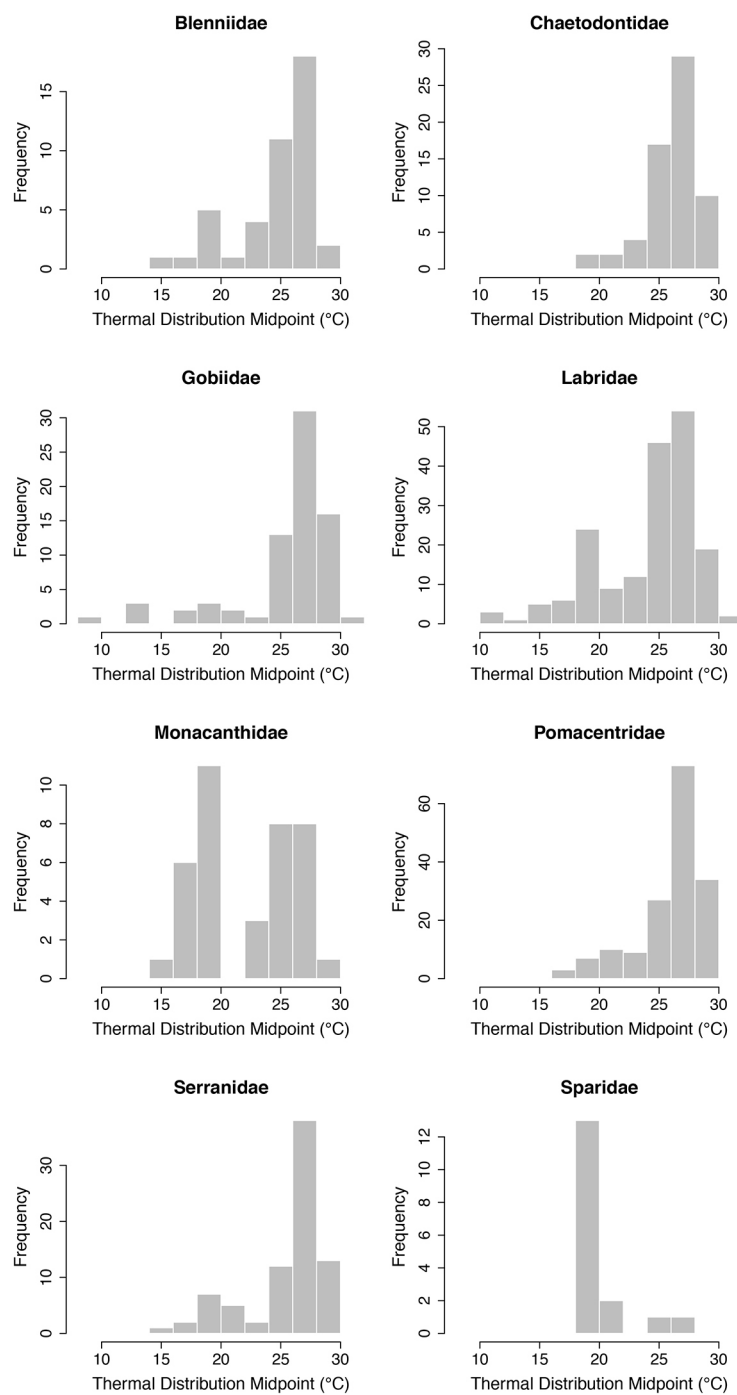 Blenniidae
Frequency
0 5 10 15
10 15 20 25 30
Thermal Distribution Midpoint (°C)
Chaetodontidae
Frequency
0 5 10 15 20 25 30
10 15 20 25 30
Thermal Distribution Midpoint (°C)
Gobiidae
Frequency
0 5 10 15 20 25 30
10 15 20 25 30
Thermal Distribution Midpoint (°C)
Labridae
Frequency
0 10 20 30 40 50
10 15 20 25 30
Thermal Distribution Midpoint (°C)
Monacanthidae
Frequency
0 2 4 6 8 10
10 15 20 25 30
Thermal Distribution Midpoint (°C)
Pomacentridae
Frequency
0 20 40 60
10 15 20 25 30
Thermal Distribution Midpoint (°C)
Serranidae
Frequency
0 10 20 30
10 15 20 25 30
Thermal Distribution Midpoint (°C)
Sparidae
Frequency
0 2 4 6 8 10 12
10 15 20 25 30
Thermal Distribution Midpoint (°C)